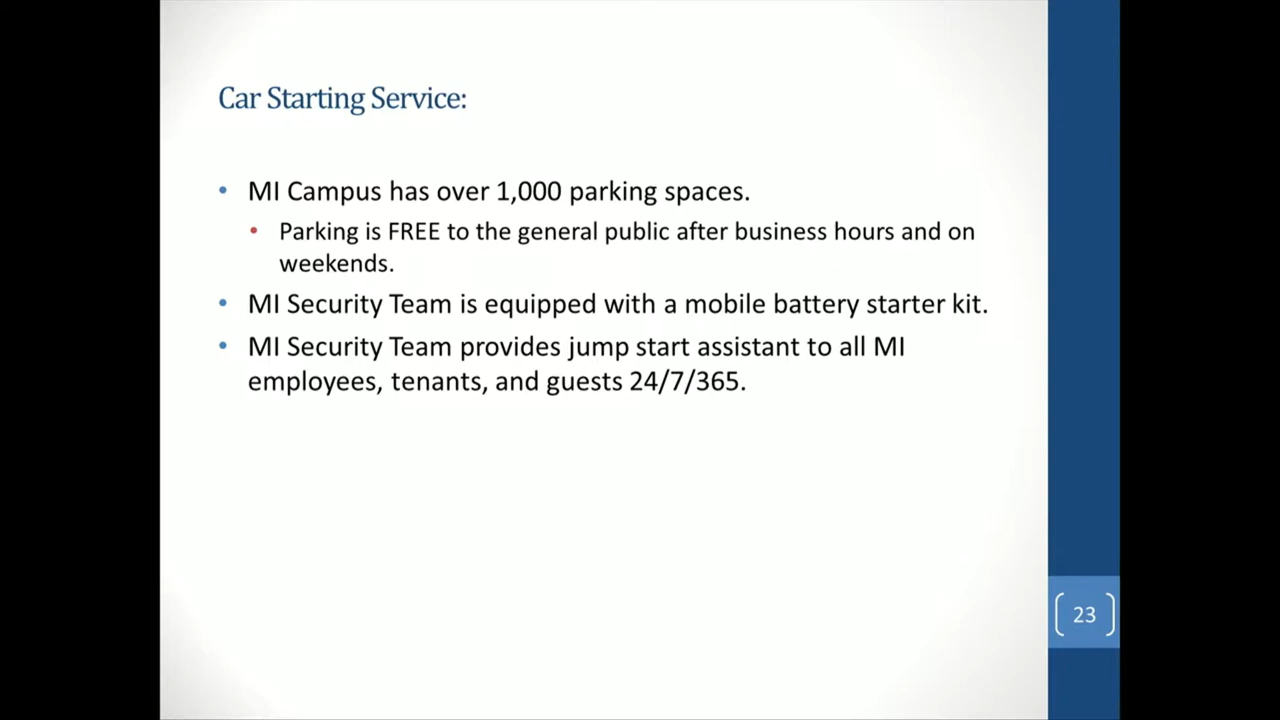 Car Starting Service:
• MI Campus has over 1,000 parking spaces.
• Parking is FREE to the general public after business hours and on
weekends.
• MI Security Team is equipped with a mobile battery starter kit.
• MI Security Team provides jump start assistant to all MI
employees, tenants, and guests 24/7/365.
23